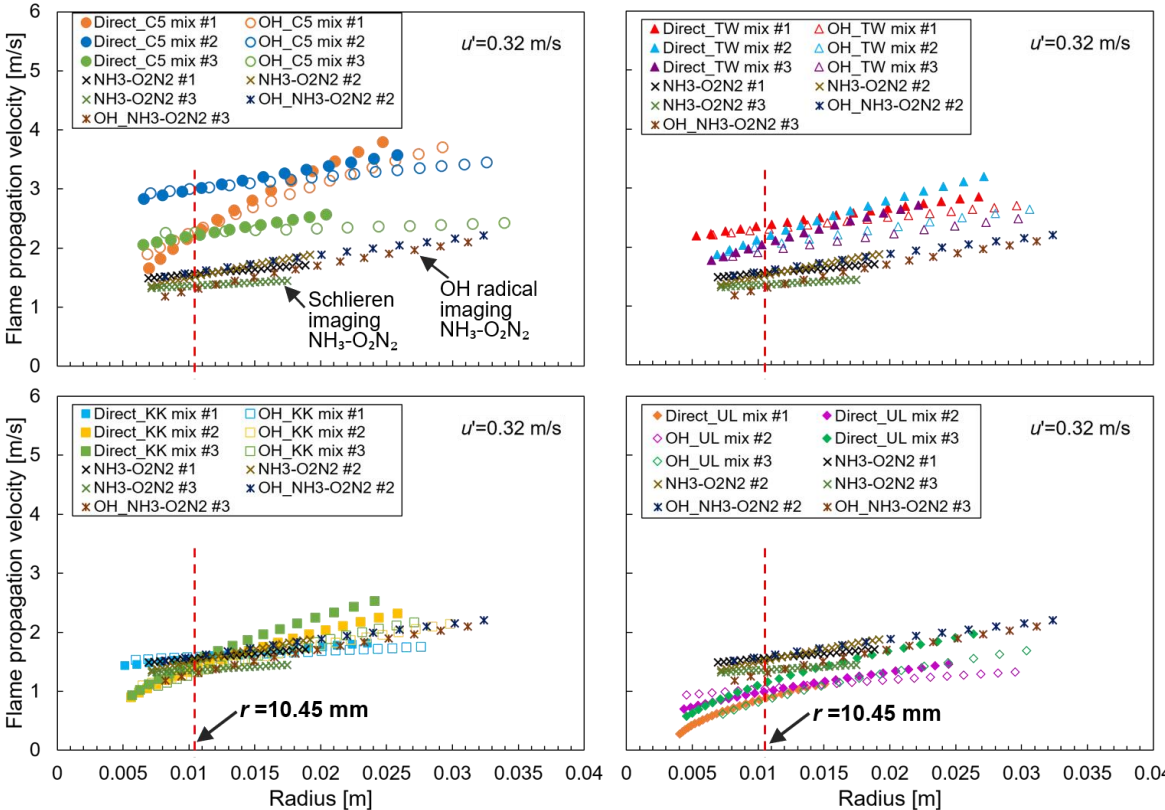 Flame propagation velocity [m/s]
6
5
4
3
2
1
0
Direct_C5 mix #1 OH_C5 mix #1
Direct_C5 mix #2 OH_C5 mix #2
Direct_C5 mix #3 OH_C5 mix #3
NH3-O2N2 #1 NH3-O2N2 #2
NH3-O2N2 #3 OH_NH3-O2N2 #2
OH_NH3-O2N2 #3
u'=0.32 m/s
Schlieren
imaging
NH₃-O₂N₂
OH radical
imaging
NH₃-O₂N₂
Direct_TW mix #1 OH_TW mix #1
Direct_TW mix #2 OH_TW mix #2
Direct_TW mix #3 OH_TW mix #3
NH3-O2N2 #1 NH3-O2N2 #2
NH3-O2N2 #3 OH_NH3-O2N2 #2
OH_NH3-O2N2 #3
u'=0.32 m/s
Flame propagation velocity [m/s]
6
5
4
3
2
1
0
Direct_KK mix #1 OH_KK mix #1
Direct_KK mix #2 OH_KK mix #2
Direct_KK mix #3 OH_KK mix #3
NH3-O2N2 #1 NH3-O2N2 #2
NH3-O2N2 #3 OH_NH3-O2N2 #2
OH_NH3-O2N2 #3
u'=0.32 m/s
r =10.45 mm
0 0.005 0.01 0.015 0.02 0.025 0.03 0.035 0.04
Radius [m]
Direct_UL mix #1 Direct_UL mix #2
OH_UL mix #2 Direct_UL mix #3
OH_UL mix #3 NH3-O2N2 #1
NH3-O2N2 #2 NH3-O2N2 #3
OH_NH3-O2N2 #2 OH_NH3-O2N2 #3
u'=0.32 m/s
r =10.45 mm
0 0.005 0.01 0.015 0.02 0.025 0.03 0.035 0.04
Radius [m]